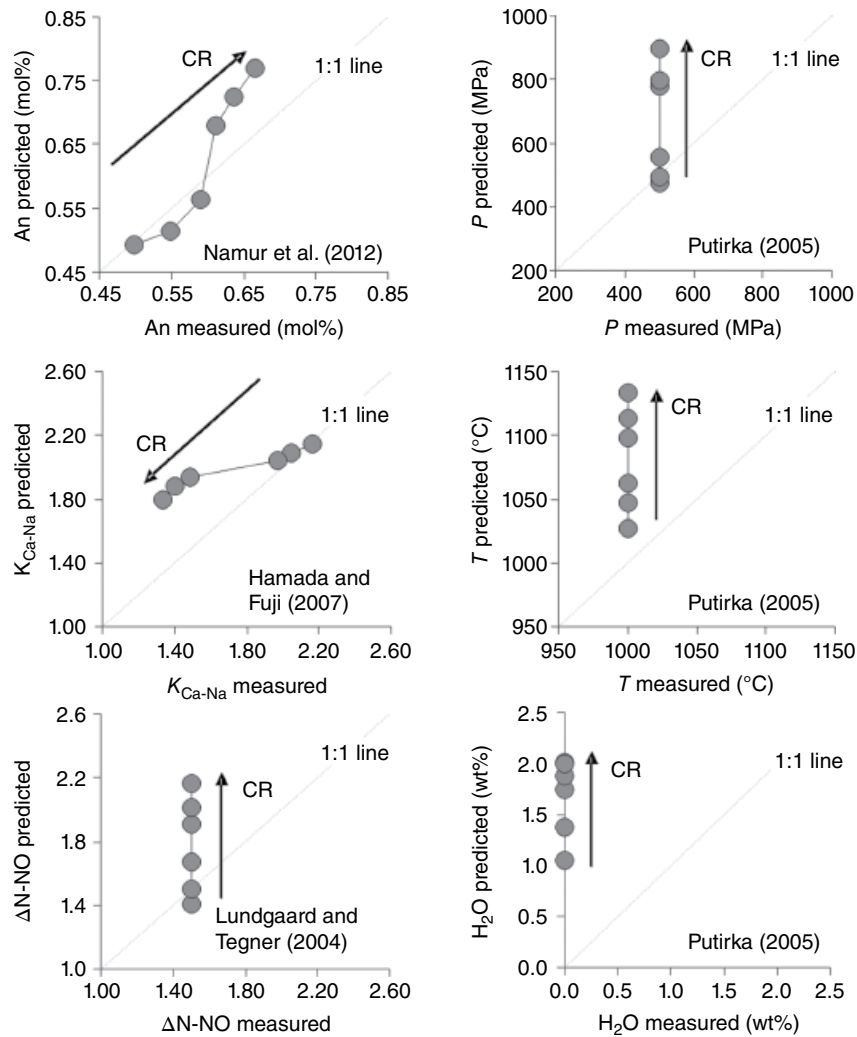 0.85
0.75
0.65
0.55
0.45
An predicted (mol%)
CR
1:1 line
Namur et al. (2012)
0.45 0.55 0.65 0.75 0.85
An measured (mol%)
1000
800
600
400
200
P predicted (MPa)
CR
1:1 line
Putirka (2005)
200 400 600 800 1000
P measured (MPa)
2.60
2.20
1.80
1.40
1.00
KCa-Na predicted
CR
1:1 line
Hamada and
Fuji (2007)
1.00 1.40 1.80 2.20 2.60
KCa-Na measured
1150
1100
1050
1000
950
T predicted (°C)
CR
1:1 line
Putirka (2005)
950 1000 1050 1100 1150
T measured (°C)
2.6
2.2
1.8
1.4
1.0
ΔN-NO predicted
CR
1:1 line
Lundgaard and
Tegner (2004)
1.00 1.40 1.80 2.20 2.60
ΔN-NO measured
2.5
2.0
1.5
1.0
0.5
0.0
H2O predicted (wt%)
CR
1:1 line
Putirka (2005)
0.0 0.5 1.0 1.5 2.0 2.5
H2O measured (wt%)